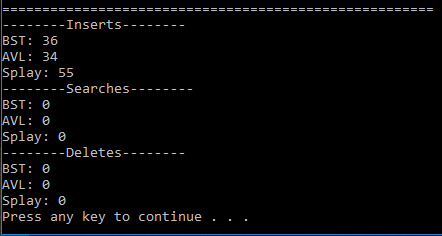 ======================================================
--------Inserts--------
BST: 36
AVL: 34
Splay: 55
--------Searches--------
BST: 0
AVL: 0
Splay: 0
--------Deletes--------
BST: 0
AVL: 0
Splay: 0
Press any key to continue . . .